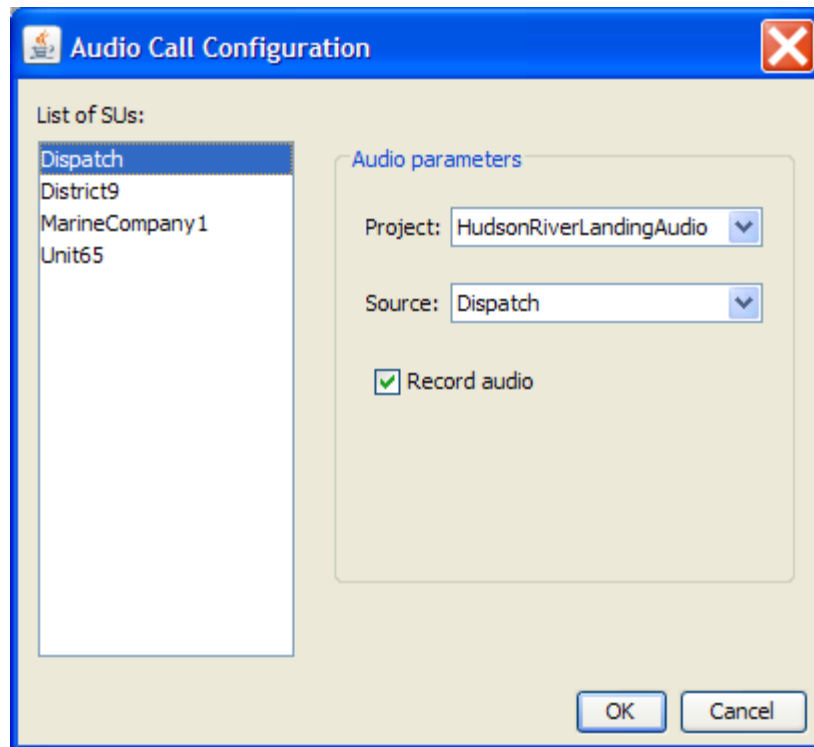 Audio Call Configuration
List of SUs:
Dispatch
District9
MarineCompany1
Unit65
Audio parameters
Project: HudsonRiverLandingAudio
Source: Dispatch
Record audio
OK Cancel